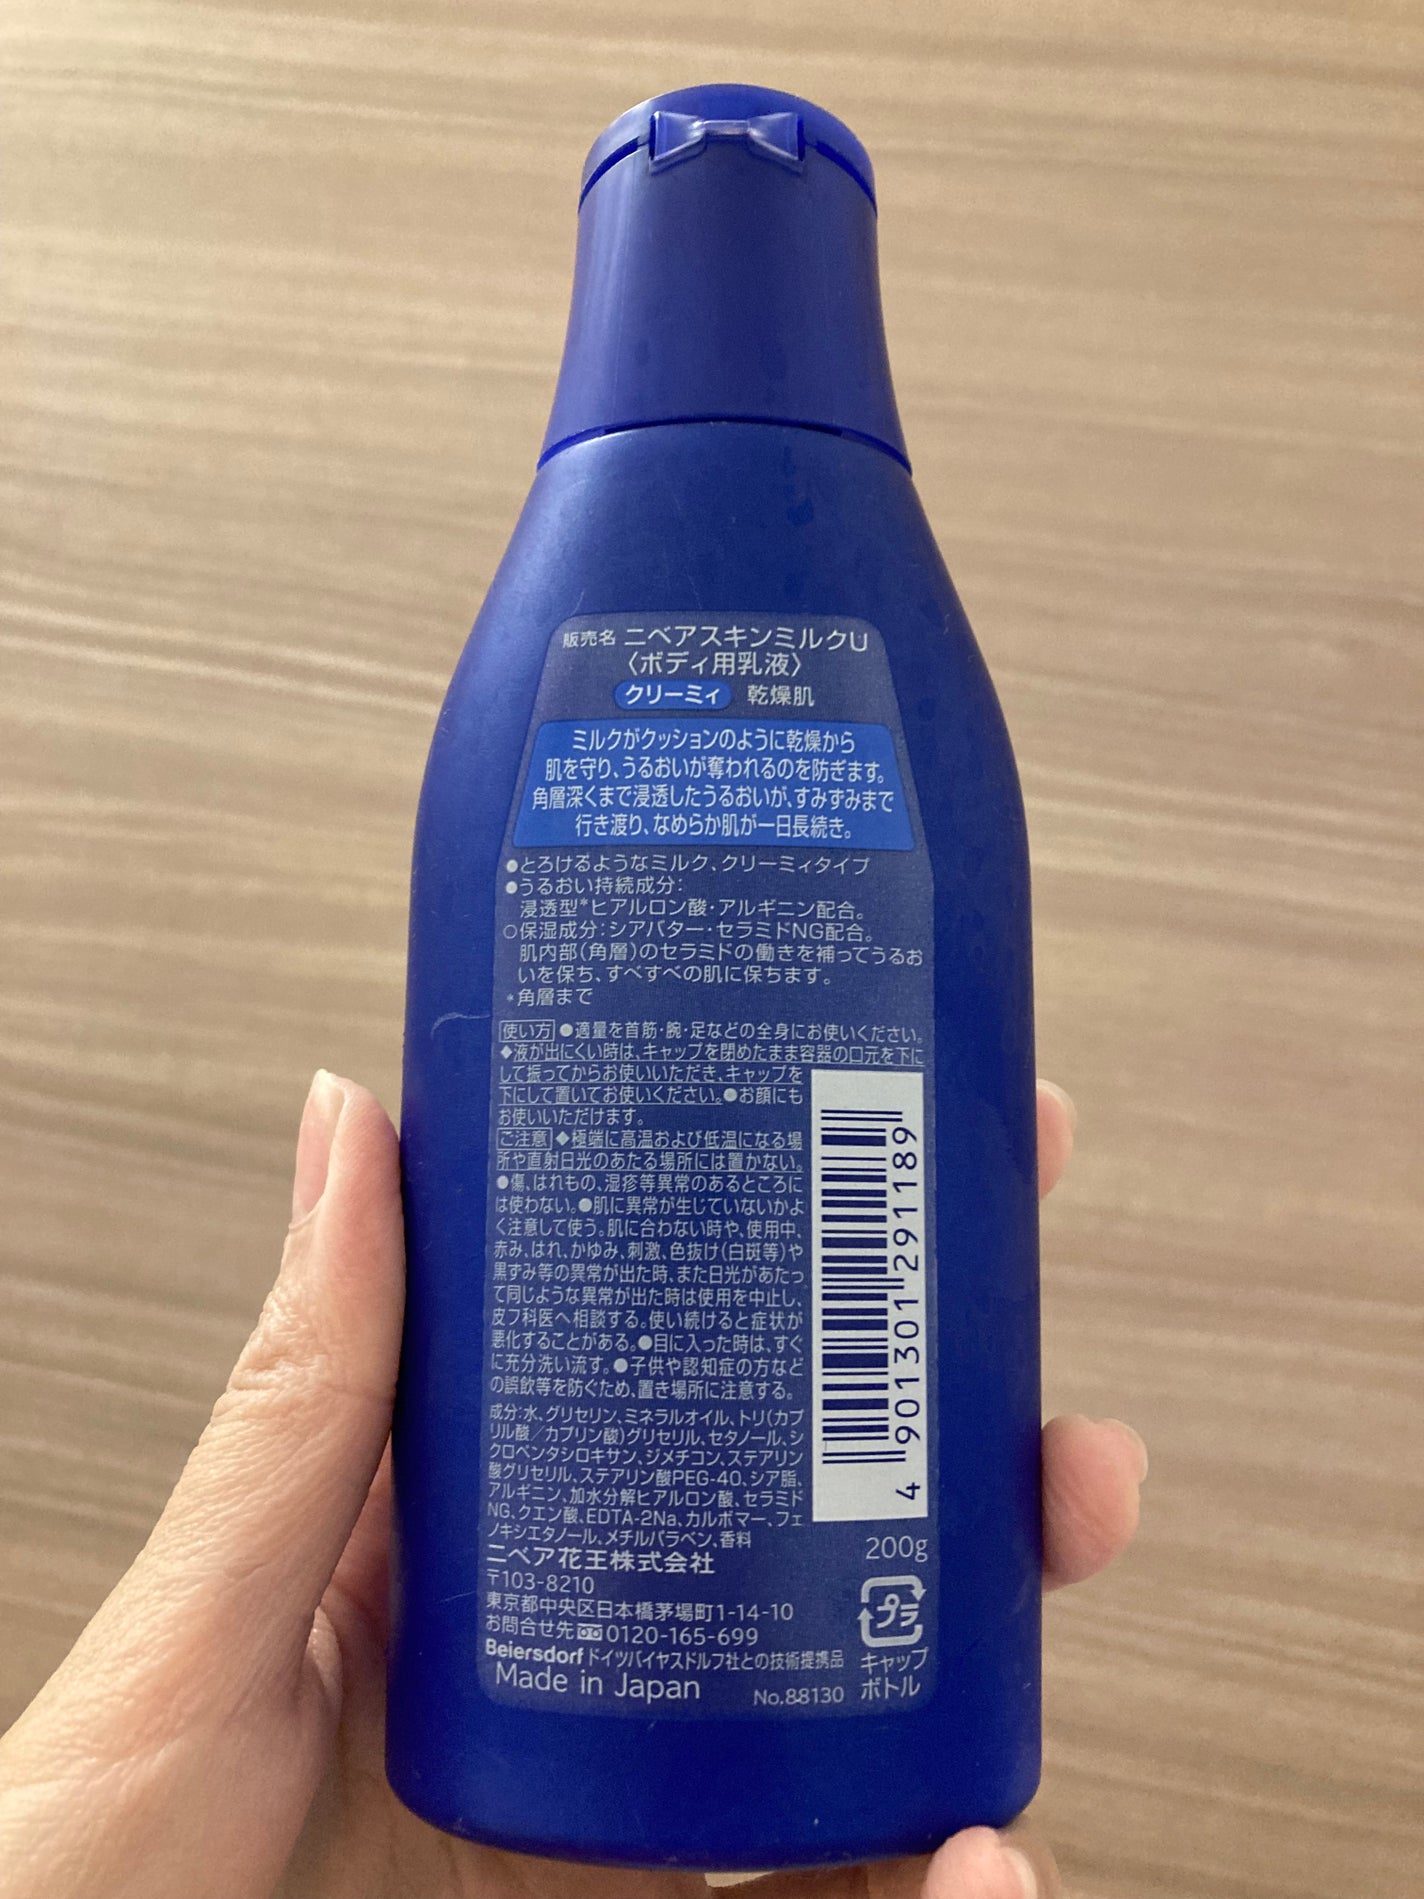 販売名 ニベアスキンミルクU
〈ボディ用乳液〉
クリーミィ 乾燥肌
ミルクがクッションのように乾燥から
肌を守り、うるおいが奪われるのを防ぎます。
角層深くまで浸透したうるおいが、すみずみまで
行き渡り、なめらか肌が一日長続き。
●とろけるようなミルク、クリーミィタイプ
●うるおい持続成分:
浸透型*ヒアルロン酸・アルギニン配合。
○保湿成分:シアバター・セラミドNG配合。
肌内部(角層)のセラミドの働きを補ってうるお
いを保ち、すべすべの肌に保ちます。
*角層まで
使い方 ●適量を首筋・腕・足などの全身にお使いください。
◆液が出にくい時は、キャップを閉めたまま容器の口元を下に
して振ってからお使いいただき、キャップを
下にして置いてお使いください。●お顔にも
お使いいただけます。
ご注意 ◆極端に高温および低温になる場
所や直射日光のあたる場所には置かない。
●傷、はれもの、湿疹等異常のあるところに
は使わない。●肌に異常が生じていないかよ
く注意して使う。肌に合わない時や、使用中、
赤み、はれ、かゆみ、刺激、色抜け(白斑等)や
黒ずみ等の異常が出た時、また日光があたっ
て同じような異常が出た時は使用を中止し、
皮フ科医へ相談する。使い続けると症状が
悪化することがある。●目に入った時は、すぐ
に充分洗い流す。●子供や認知症の方など
の誤飲等を防ぐため、置き場所に注意する。
成分:水、グリセリン、ミネラルオイル、トリ(カプ
リル酸/カプリン酸)グリセリル、セタノール、シ
クロペンタシロキサン、ジメチコン、ステアリン
酸グリセリル、ステアリン酸PEG-40、シア脂、
アルギニン、加水分解ヒアルロン酸、セラミド
NG、クエン酸、EDTA-2Na、カルボマー、フェ
ノキシエタノール、メチルパラベン、香料
4 901301 291189
ニベア花王株式会社
〒103-8210
東京都中央区日本橋茅場町1-14-10
お問合せ先 0120-165-699
Beiersdorf ドイツバイヤスドルフ社との技術提携品
Made in Japan
No.88130
200g
プラ
キャップ
ボトル